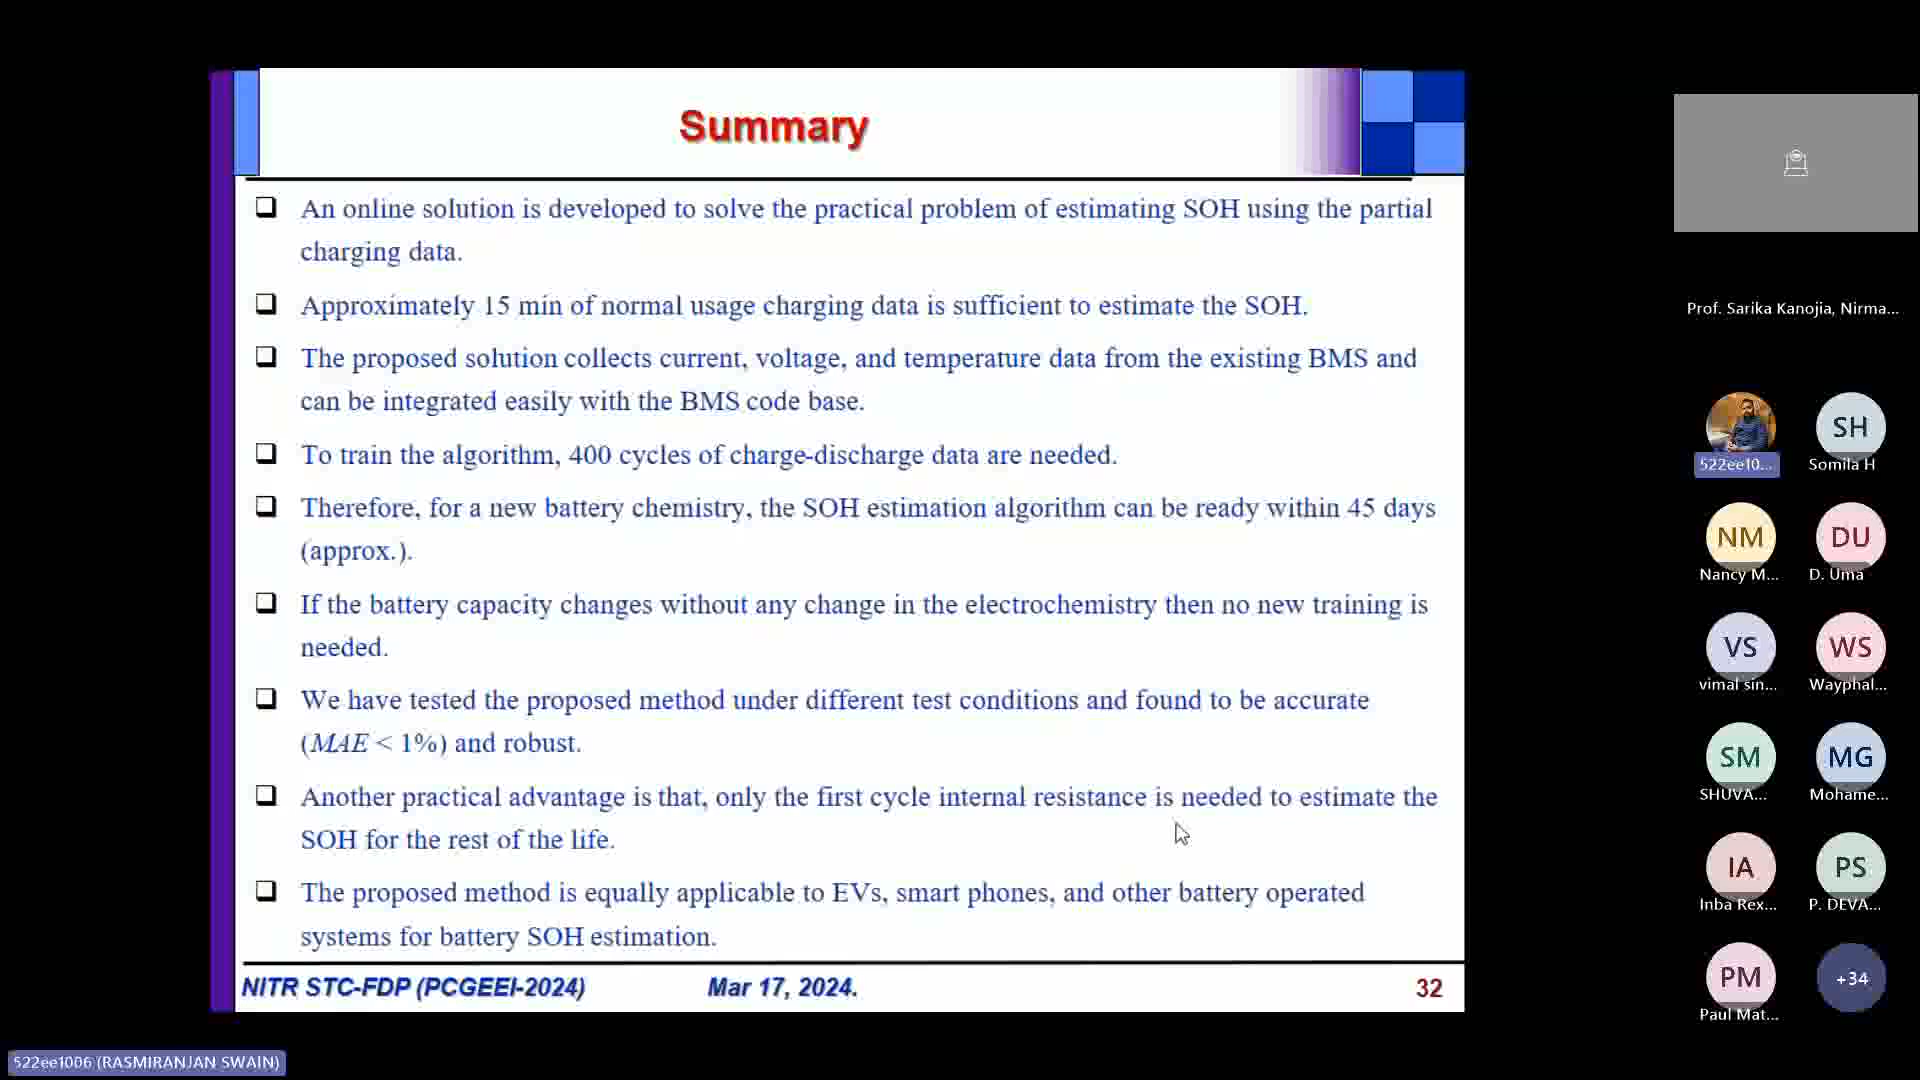 Summary
An online solution is developed to solve the practical problem of estimating SOH using the partial
charging data.
Approximately 15 min of normal usage charging data is sufficient to estimate the SOH.
The proposed solution collects current, voltage, and temperature data from the existing BMS and
can be integrated easily with the BMS code base.
To train the algorithm, 400 cycles of charge-discharge data are needed.
Therefore, for a new battery chemistry, the SOH estimation algorithm can be ready within 45 days
(approx.).
If the battery capacity changes without any change in the electrochemistry then no new training is
needed.
We have tested the proposed method under different test conditions and found to be accurate
(MAE < 1%) and robust.
Another practical advantage is that, only the first cycle internal resistance is needed to estimate the
SOH for the rest of the life.
The proposed method is equally applicable to EVs, smart phones, and other battery operated
systems for battery SOH estimation.
NITR STC-FDP (PCGEEI-2024) Mar 17, 2024. 32
Prof. Sarika Kanojia, Nirma...
SH
522ee10... Somila H
NM DU
Nancy M... D. Uma
VS WS
vimal sin... Wayphal...
SM MG
SHUVA... Mohame...
IA PS
Inba Rex... P. DEVA...
PM +34
Paul Mat...
522ee1006 (RASMIRANJAN SWAIN)